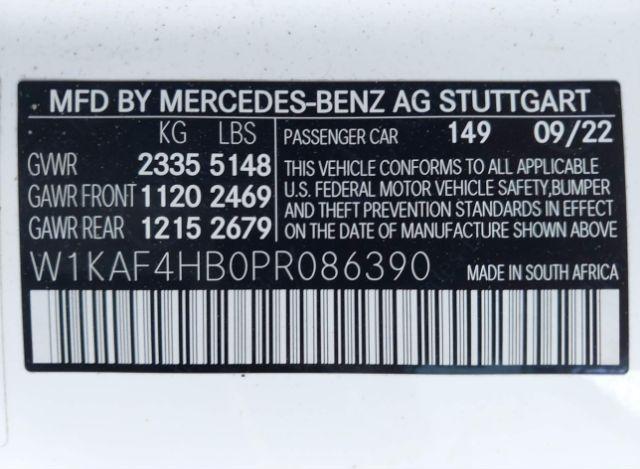 MFD BY MERCEDES-BENZ AG STUTTGART
KG LBS
GVWR 2335 5148
GAWR FRONT 1120 2469
GAWR REAR 1215 2679
PASSENGER CAR 149 09/22
THIS VEHICLE CONFORMS TO ALL APPLICABLE
U.S. FEDERAL MOTOR VEHICLE SAFETY,BUMPER
AND THEFT PREVENTION STANDARDS IN EFFECT
ON THE DATE OF MANUFACTURE SHOWN ABOVE.
W1KAF4HB0PR086390 MADE IN SOUTH AFRICA